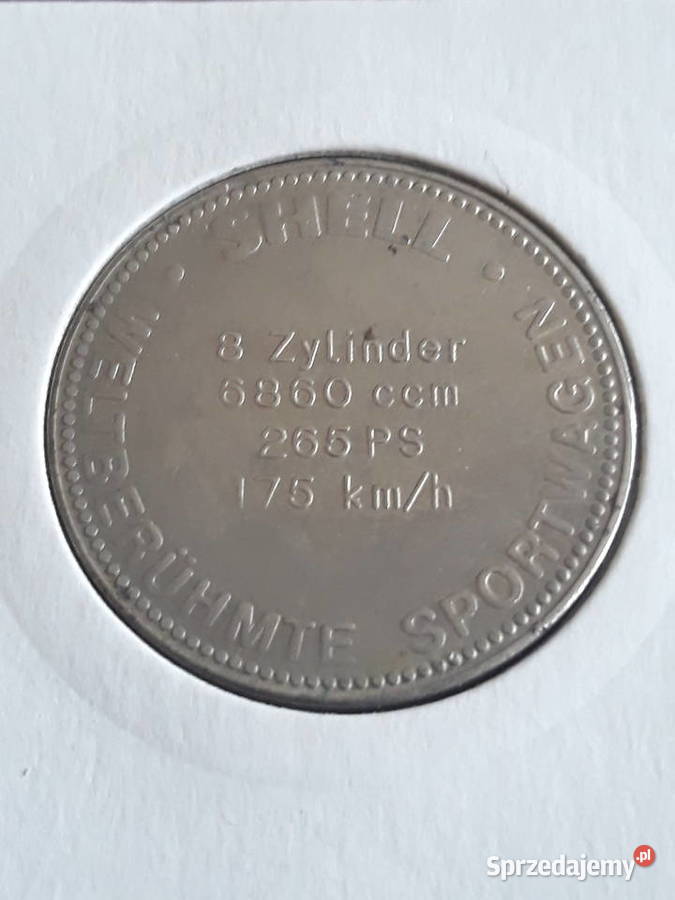 • SHELL •
8 Zylinder
6860 ccm
265 PS
175 km/h
WELTBERÜHMTE SPORTWAGEN
Sprzedajemy.pl